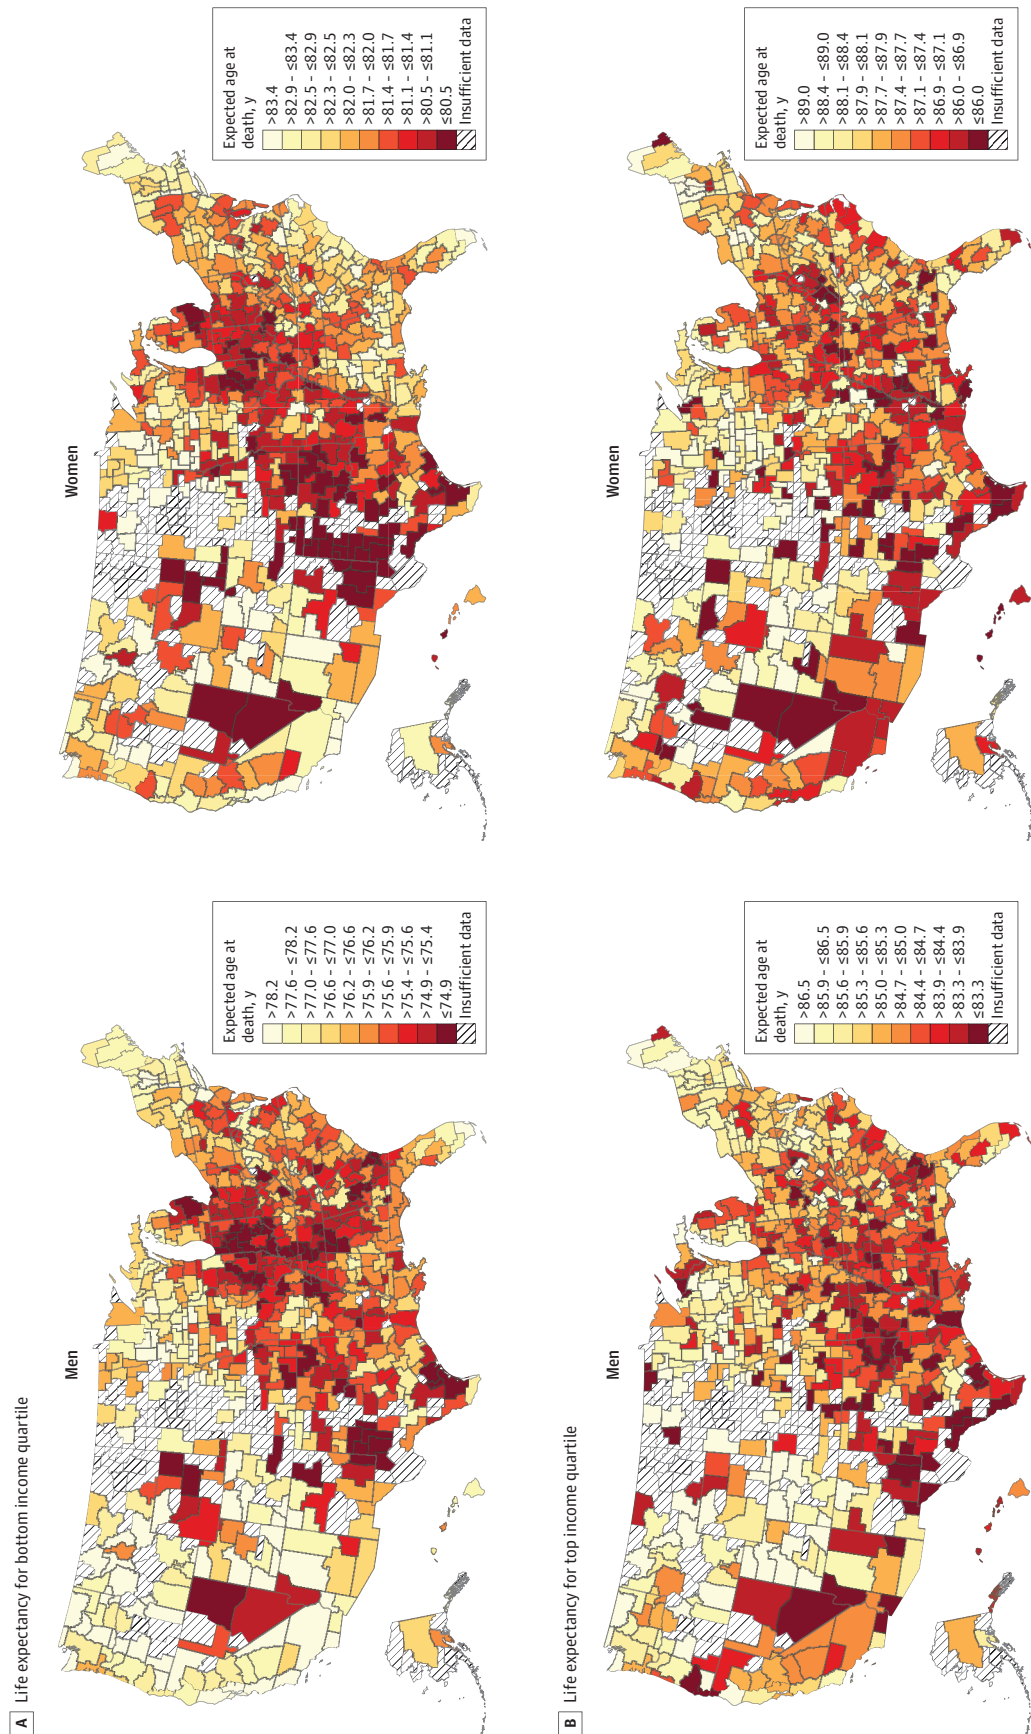 A Life expectancy for bottom income quartile
Men
Expected age at
death, y
>78.2
>77.6 – ≤78.2
>77.0 – ≤77.6
>76.6 – ≤77.0
>76.2 – ≤76.6
>75.9 – ≤76.2
>75.6 – ≤75.9
>75.4 – ≤75.6
>74.9 – ≤75.4
≤74.9
Insufficient data
Women
Expected age at
death, y
>83.4
>82.9 – ≤83.4
>82.5 – ≤82.9
>82.3 – ≤82.5
>82.0 – ≤82.3
>81.7 – ≤82.0
>81.4 – ≤81.7
>81.1 – ≤81.4
>80.5 – ≤81.1
≤80.5
Insufficient data
B Life expectancy for top income quartile
Men
Expected age at
death, y
>86.5
>85.9 – ≤86.5
>85.6 – ≤85.9
>85.3 – ≤85.6
>85.0 – ≤85.3
>84.7 – ≤85.0
>84.4 – ≤84.7
>83.9 – ≤84.4
>83.3 – ≤83.9
≤83.3
Insufficient data
Women
Expected age at
death, y
>89.0
>88.4 – ≤89.0
>88.1 – ≤88.4
>87.9 – ≤88.1
>87.7 – ≤87.9
>87.4 – ≤87.7
>87.1 – ≤87.4
>86.9 – ≤87.1
>86.0 – ≤86.9
≤86.0
Insufficient data